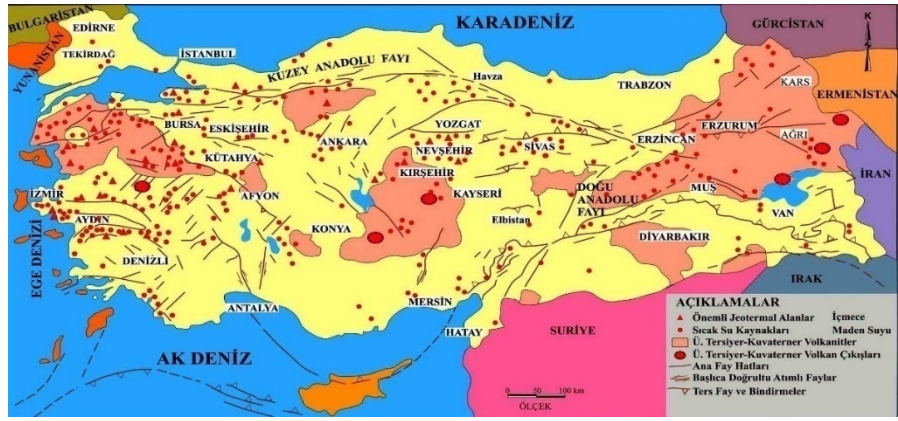 BULGARİSTAN
YUNANİSTAN
EDİRNE
TEKİRDAĞ
İSTANBUL
KARADENİZ
GÜRCİSTAN
K
ERMENİSTAN
İRAN
IRAK
SURİYE
AK DENİZ
EGE DENİZİ
KUZEY ANADOLU FAYI
Havza
TRABZON
KARS
BURSA
ESKİŞEHİR
ANKARA
YOZGAT
SİVAS
ERZİNCAN
ERZURUM
AĞRI
KÜTAHYA
NEVŞEHİR
KIRŞEHİR
KAYSERİ
İZMİR
AFYON
KONYA
Elbistan
DOĞU
ANADOLU
FAYI
MUŞ
VAN
AYDIN
DENİZLİ
DİYARBAKIR
ANTALYA
MERSİN
HATAY
0 50 100 km
ÖLÇEK
AÇIKLAMALAR
Önemli Jeotermal Alanlar İçmece
Sıcak Su Kaynakları Maden Suyu
Ü. Tersiyer-Kuvaterner Volkanitler
Ü. Tersiyer-Kuvaterner Volkan Çıkışları
Ana Fay Hatları
Başlıca Doğrultu Atımlı Faylar
Ters Fay ve Bindirmeler